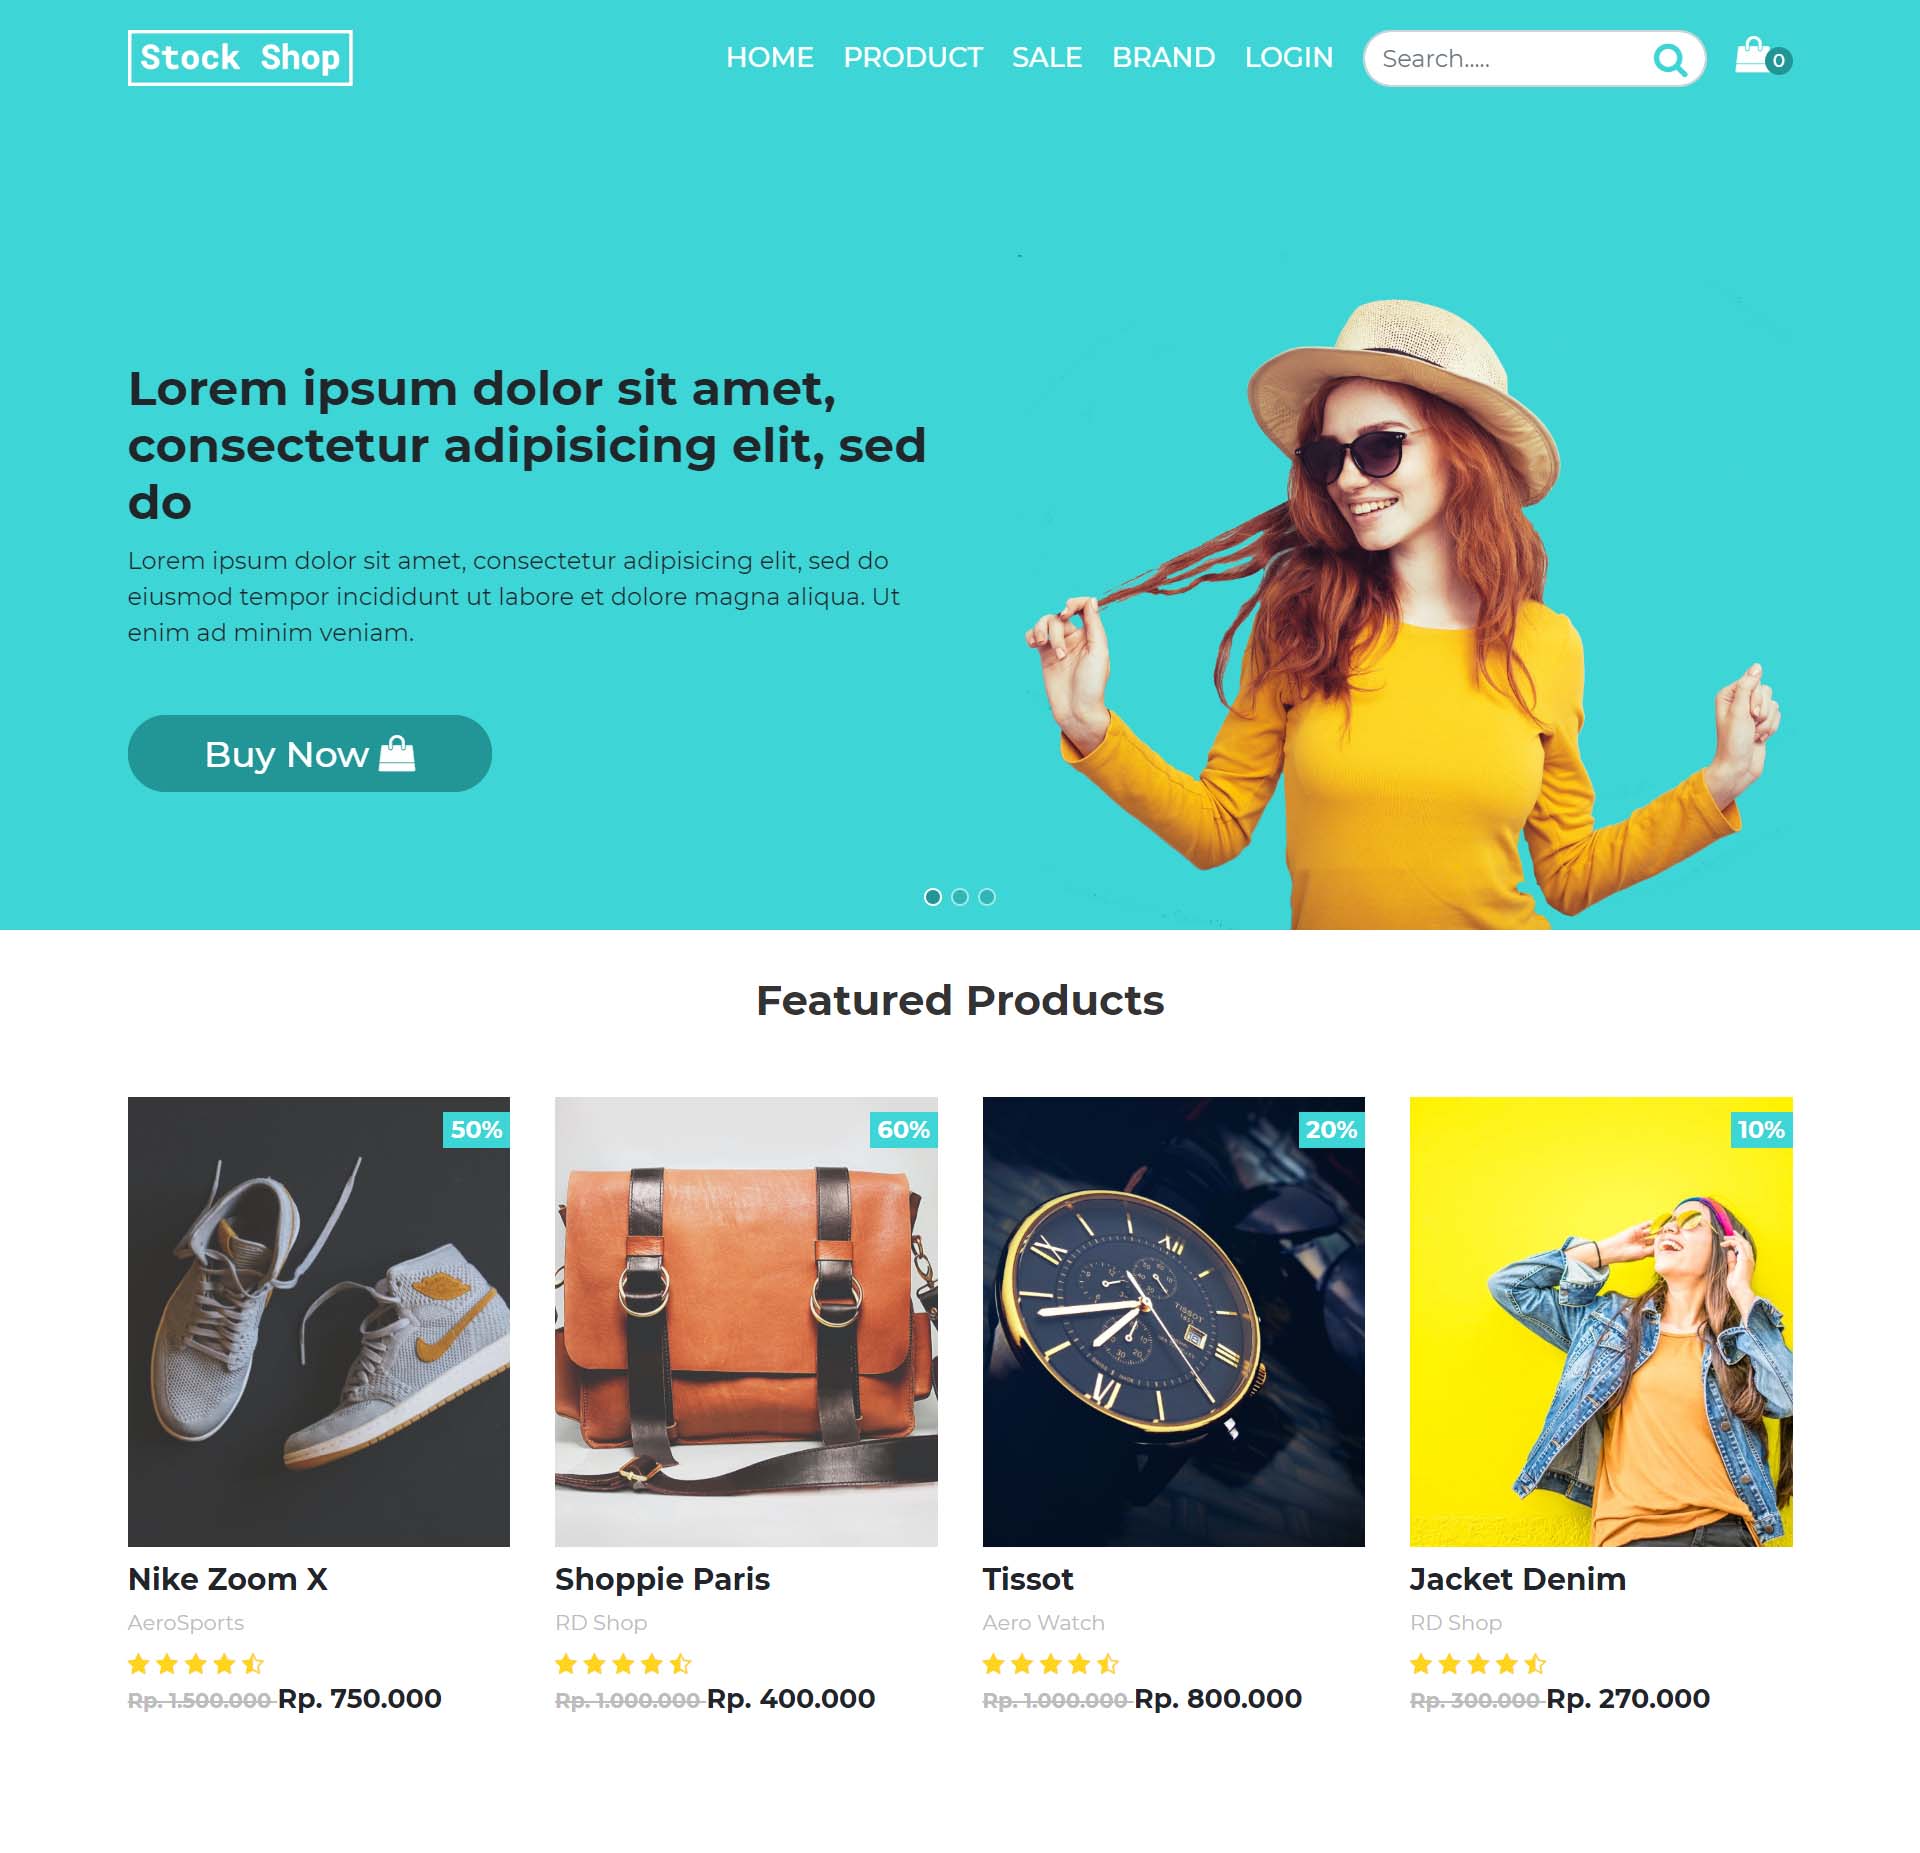 Stock Shop
HOME PRODUCT SALE BRAND LOGIN Search..... 0
Lorem ipsum dolor sit amet,
consectetur adipisicing elit, sed
do
Lorem ipsum dolor sit amet, consectetur adipisicing elit, sed do
eiusmod tempor incididunt ut labore et dolore magna aliqua. Ut
enim ad minim veniam.
Buy Now
Featured Products
50%
60%
20%
10%
TISSOT
Nike Zoom X
AeroSports
Rp. 1.500.000 Rp. 750.000
Shoppie Paris
RD Shop
Rp. 1.000.000 Rp. 400.000
Tissot
Aero Watch
Rp. 1.000.000 Rp. 800.000
Jacket Denim
RD Shop
Rp. 300.000 Rp. 270.000